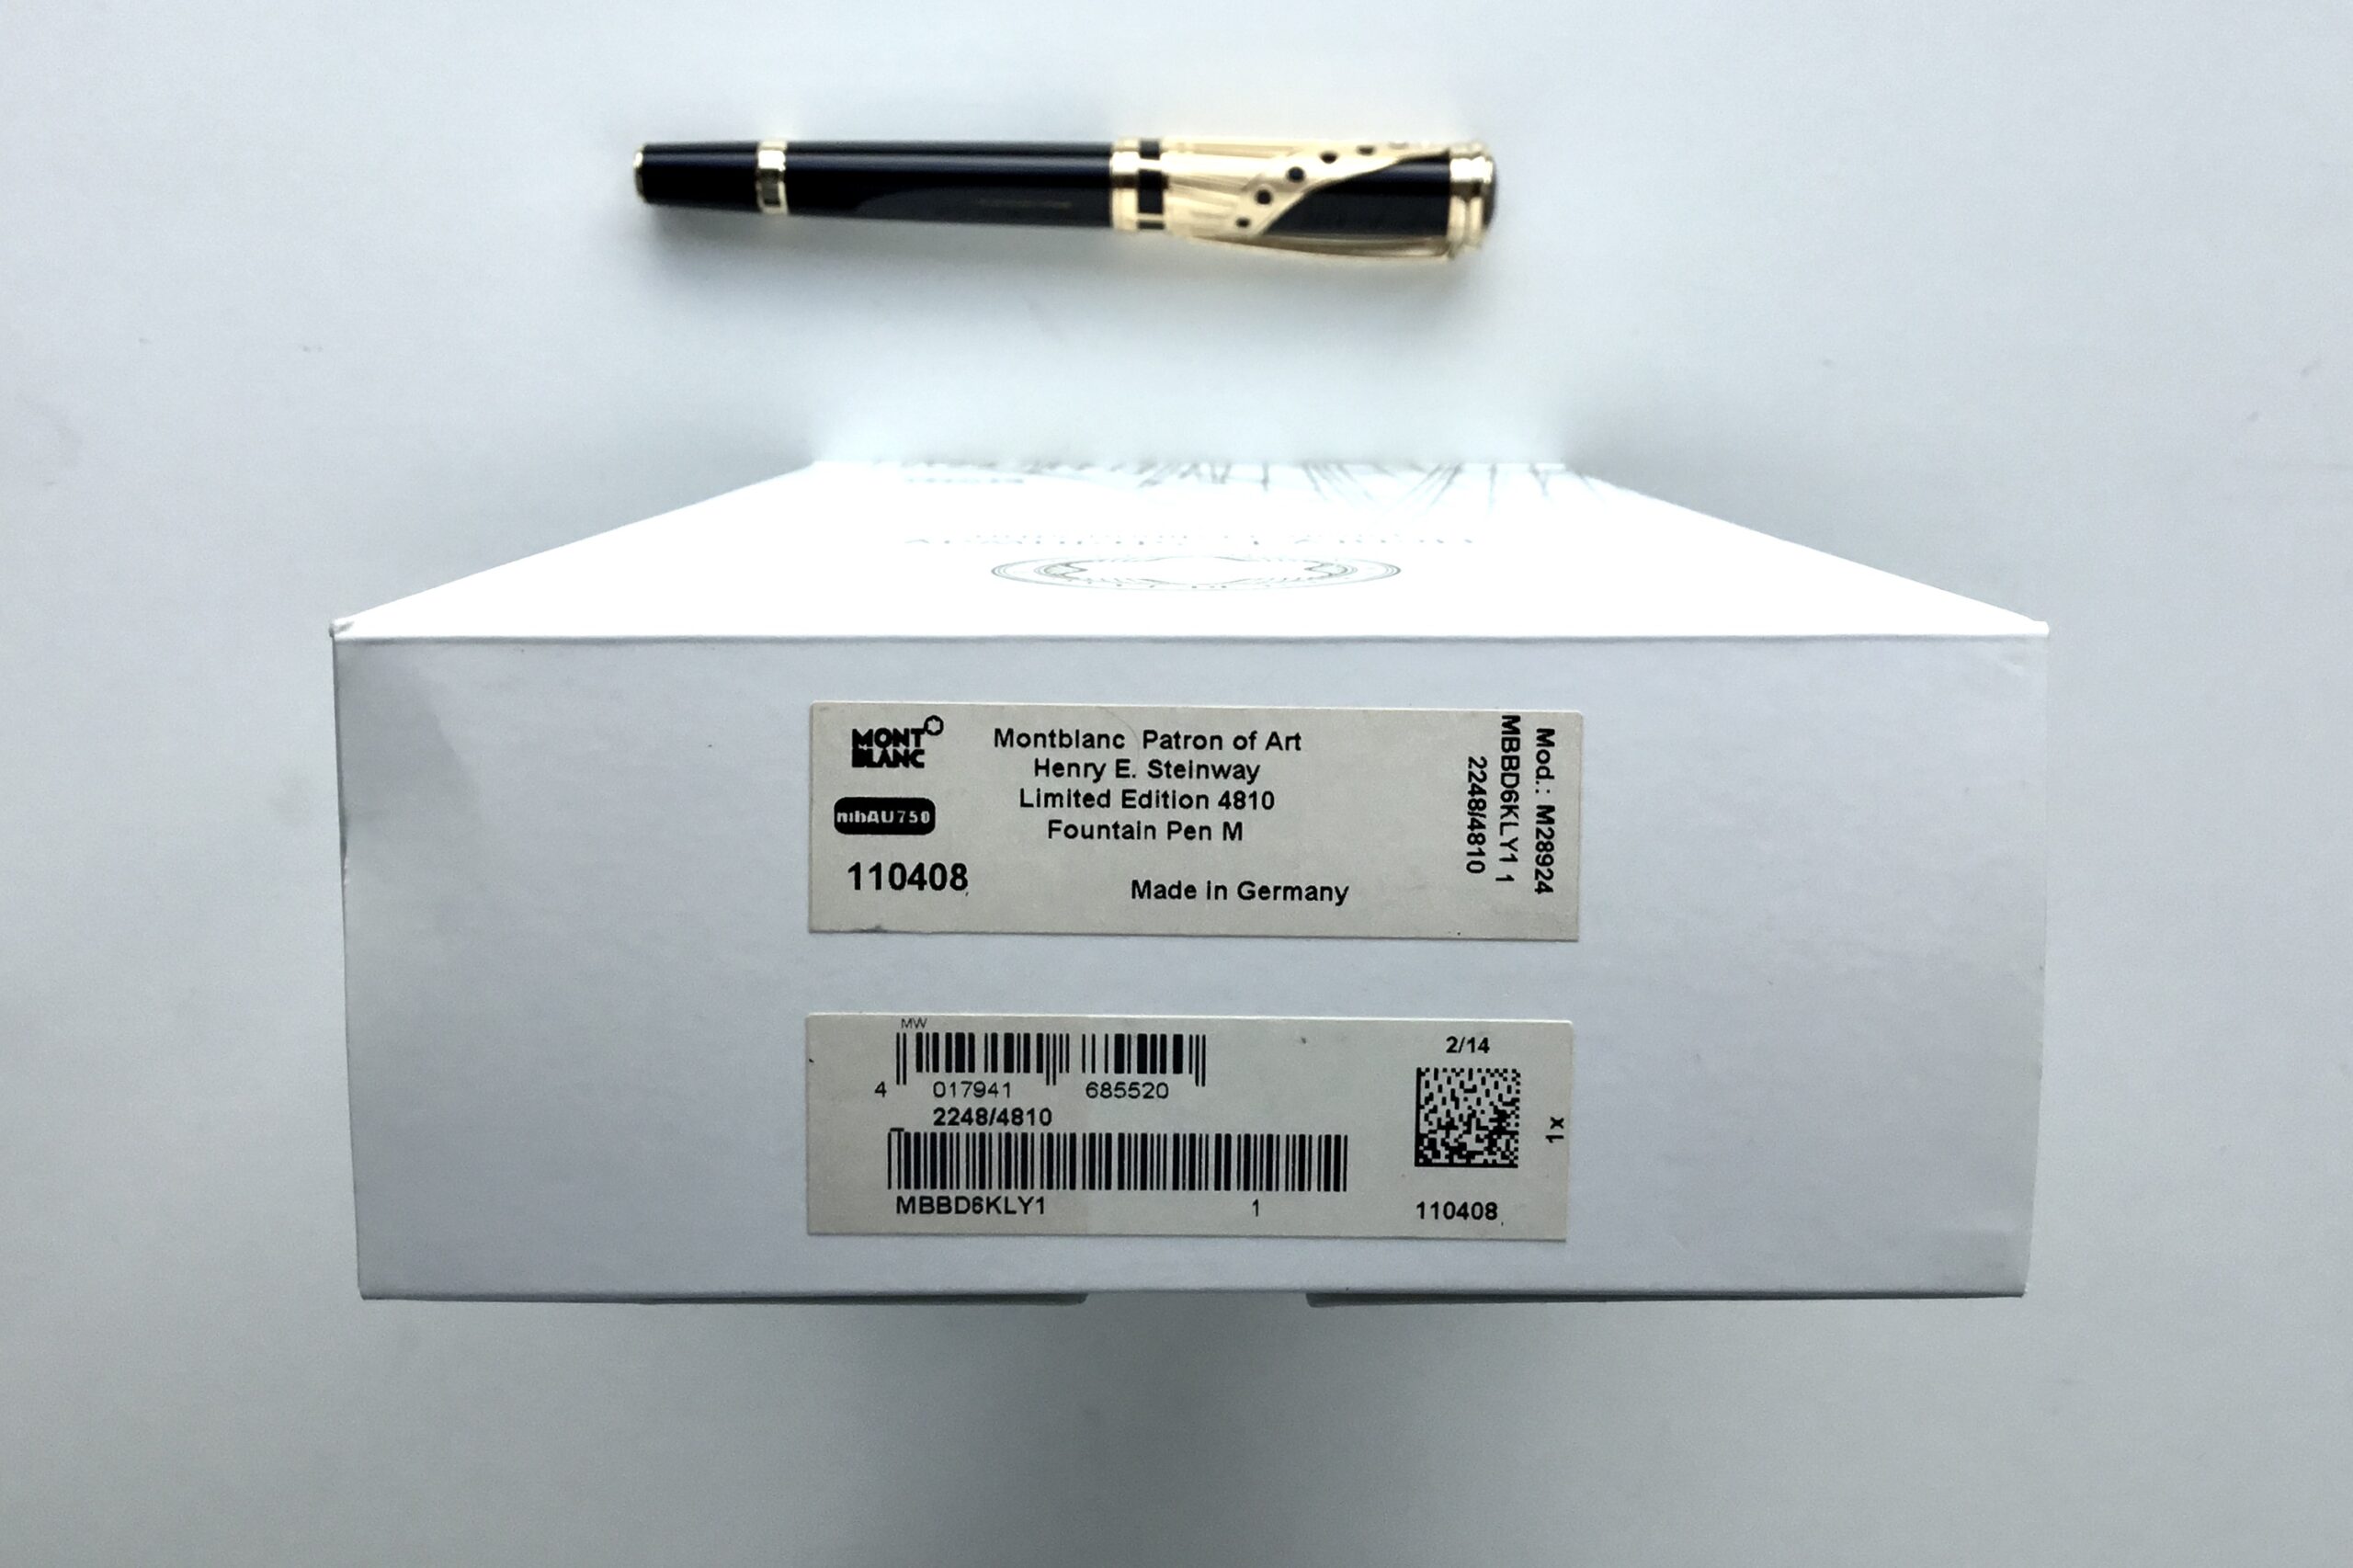 MONT
BLANC
nibAU750
110408
Montblanc Patron of Art
Henry E. Steinway
Limited Edition 4810
Fountain Pen M
Made in Germany
Mod.: M28924
MBBD6KLY1 1
2248/4810
MW
4 017941 685520
2248/4810
MBBD6KLY1 1
2/14
x1
110408